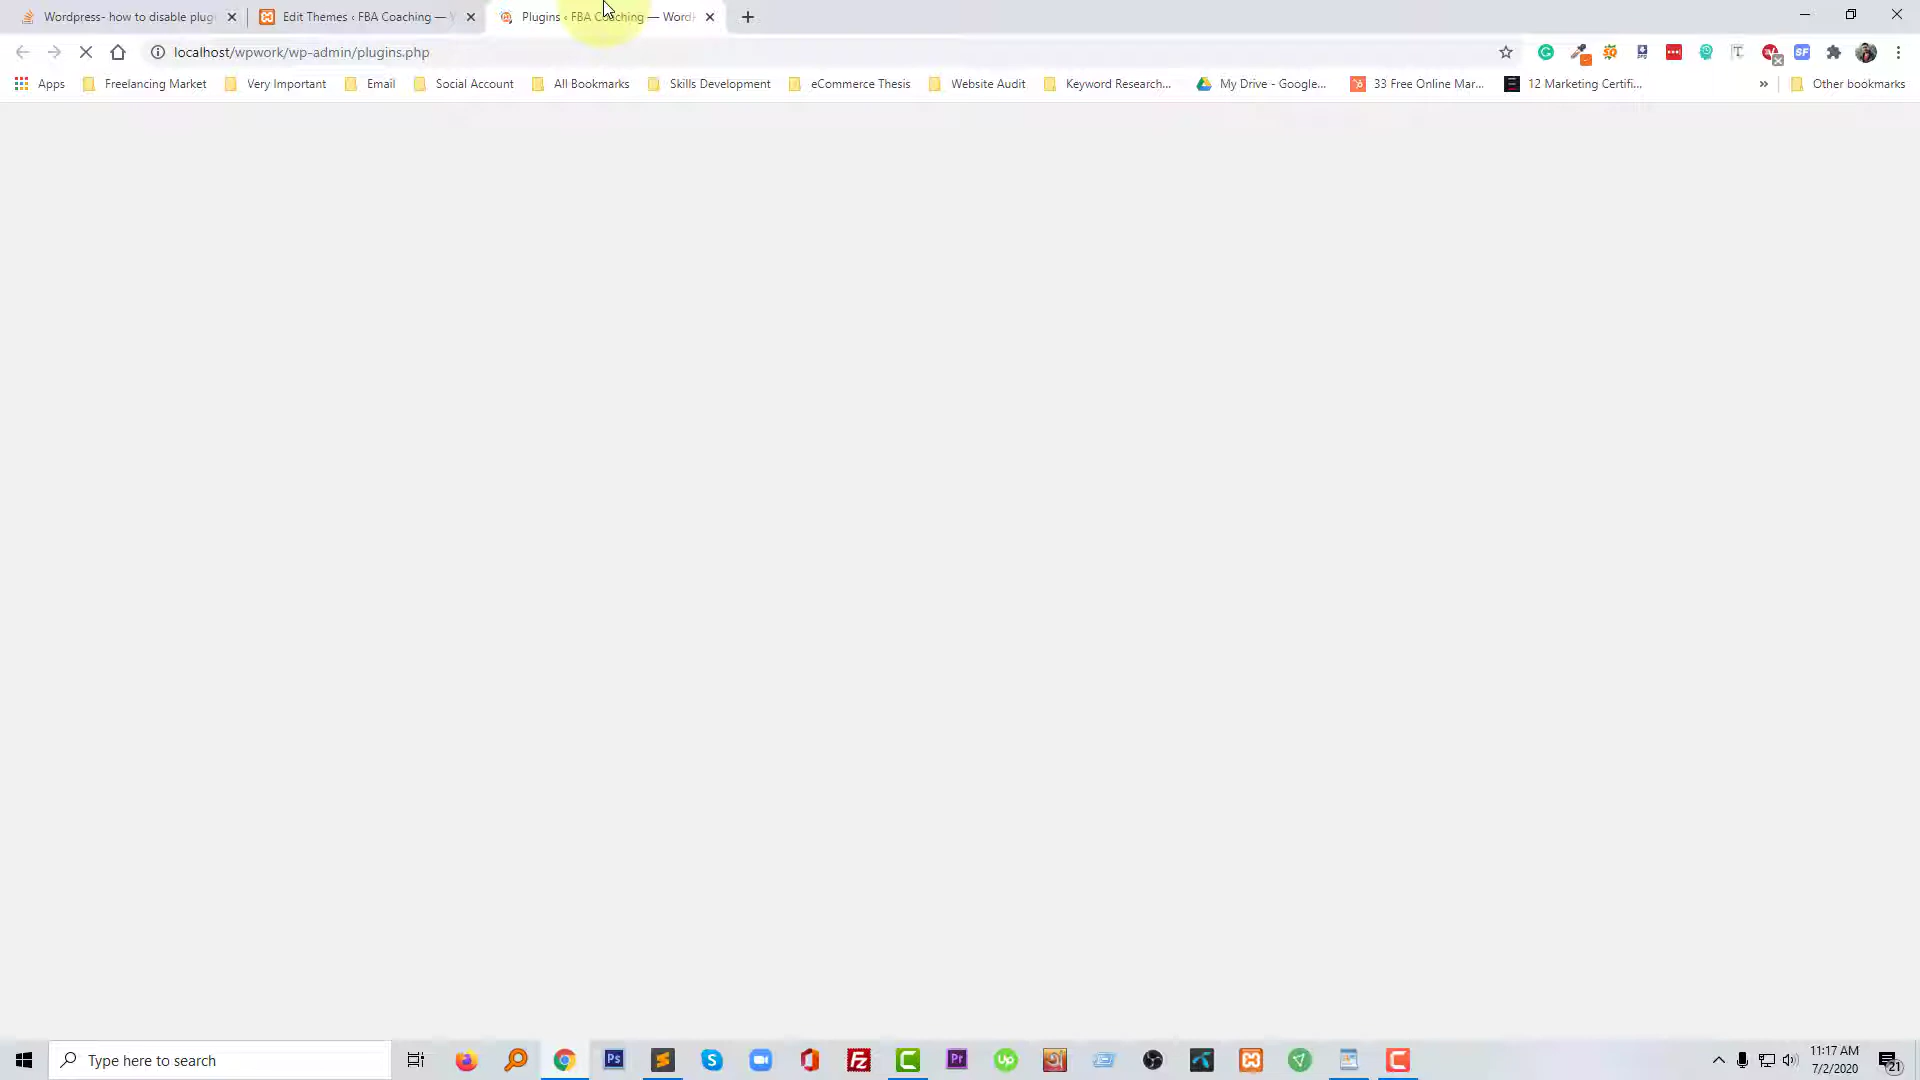 Wordpress- how to disable plug
Edit Themes ‹ FBA Coaching —
Plugins ‹ FBA Coaching — Word
localhost/wpwork/wp-admin/plugins.php
Apps Freelancing Market Very Important Email Social Account All Bookmarks Skills Development eCommerce Thesis Website Audit Keyword Research... My Drive - Google... 33 Free Online Mar... 12 Marketing Certifi... » Other bookmarks
Type here to search
11:17 AM
7/2/2020
21